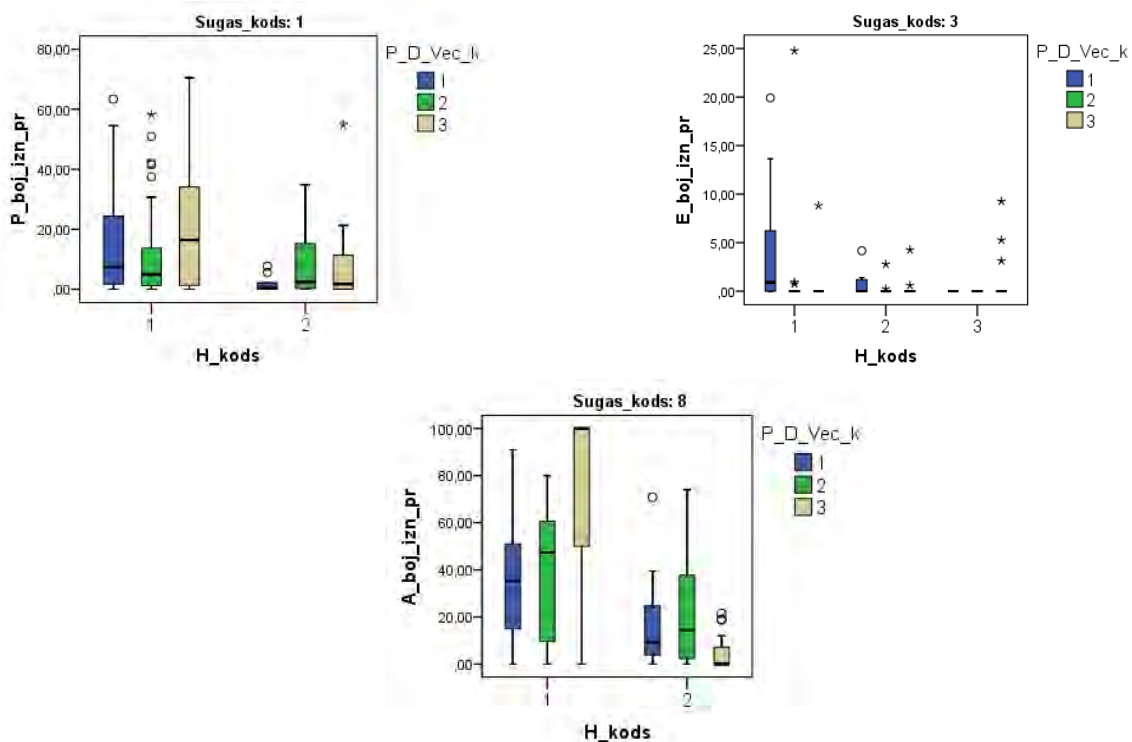 Sugas_kods: 1
P_boj_izn_pr
80,00
60,00
40,00
20,00
,00
1
2
H_kods
P_D_Vec_k
1
2
3
Sugas_kods: 3
E_boj_izn_pr
25,00
20,00
15,00
10,00
5,00
,00
1
2
3
H_kods
P_D_Vec_k
1
2
3
Sugas_kods: 8
A_boj_izn_pr
100,00
80,00
60,00
40,00
20,00
,00
1
2
H_kods
P_D_Vec_k
1
2
3